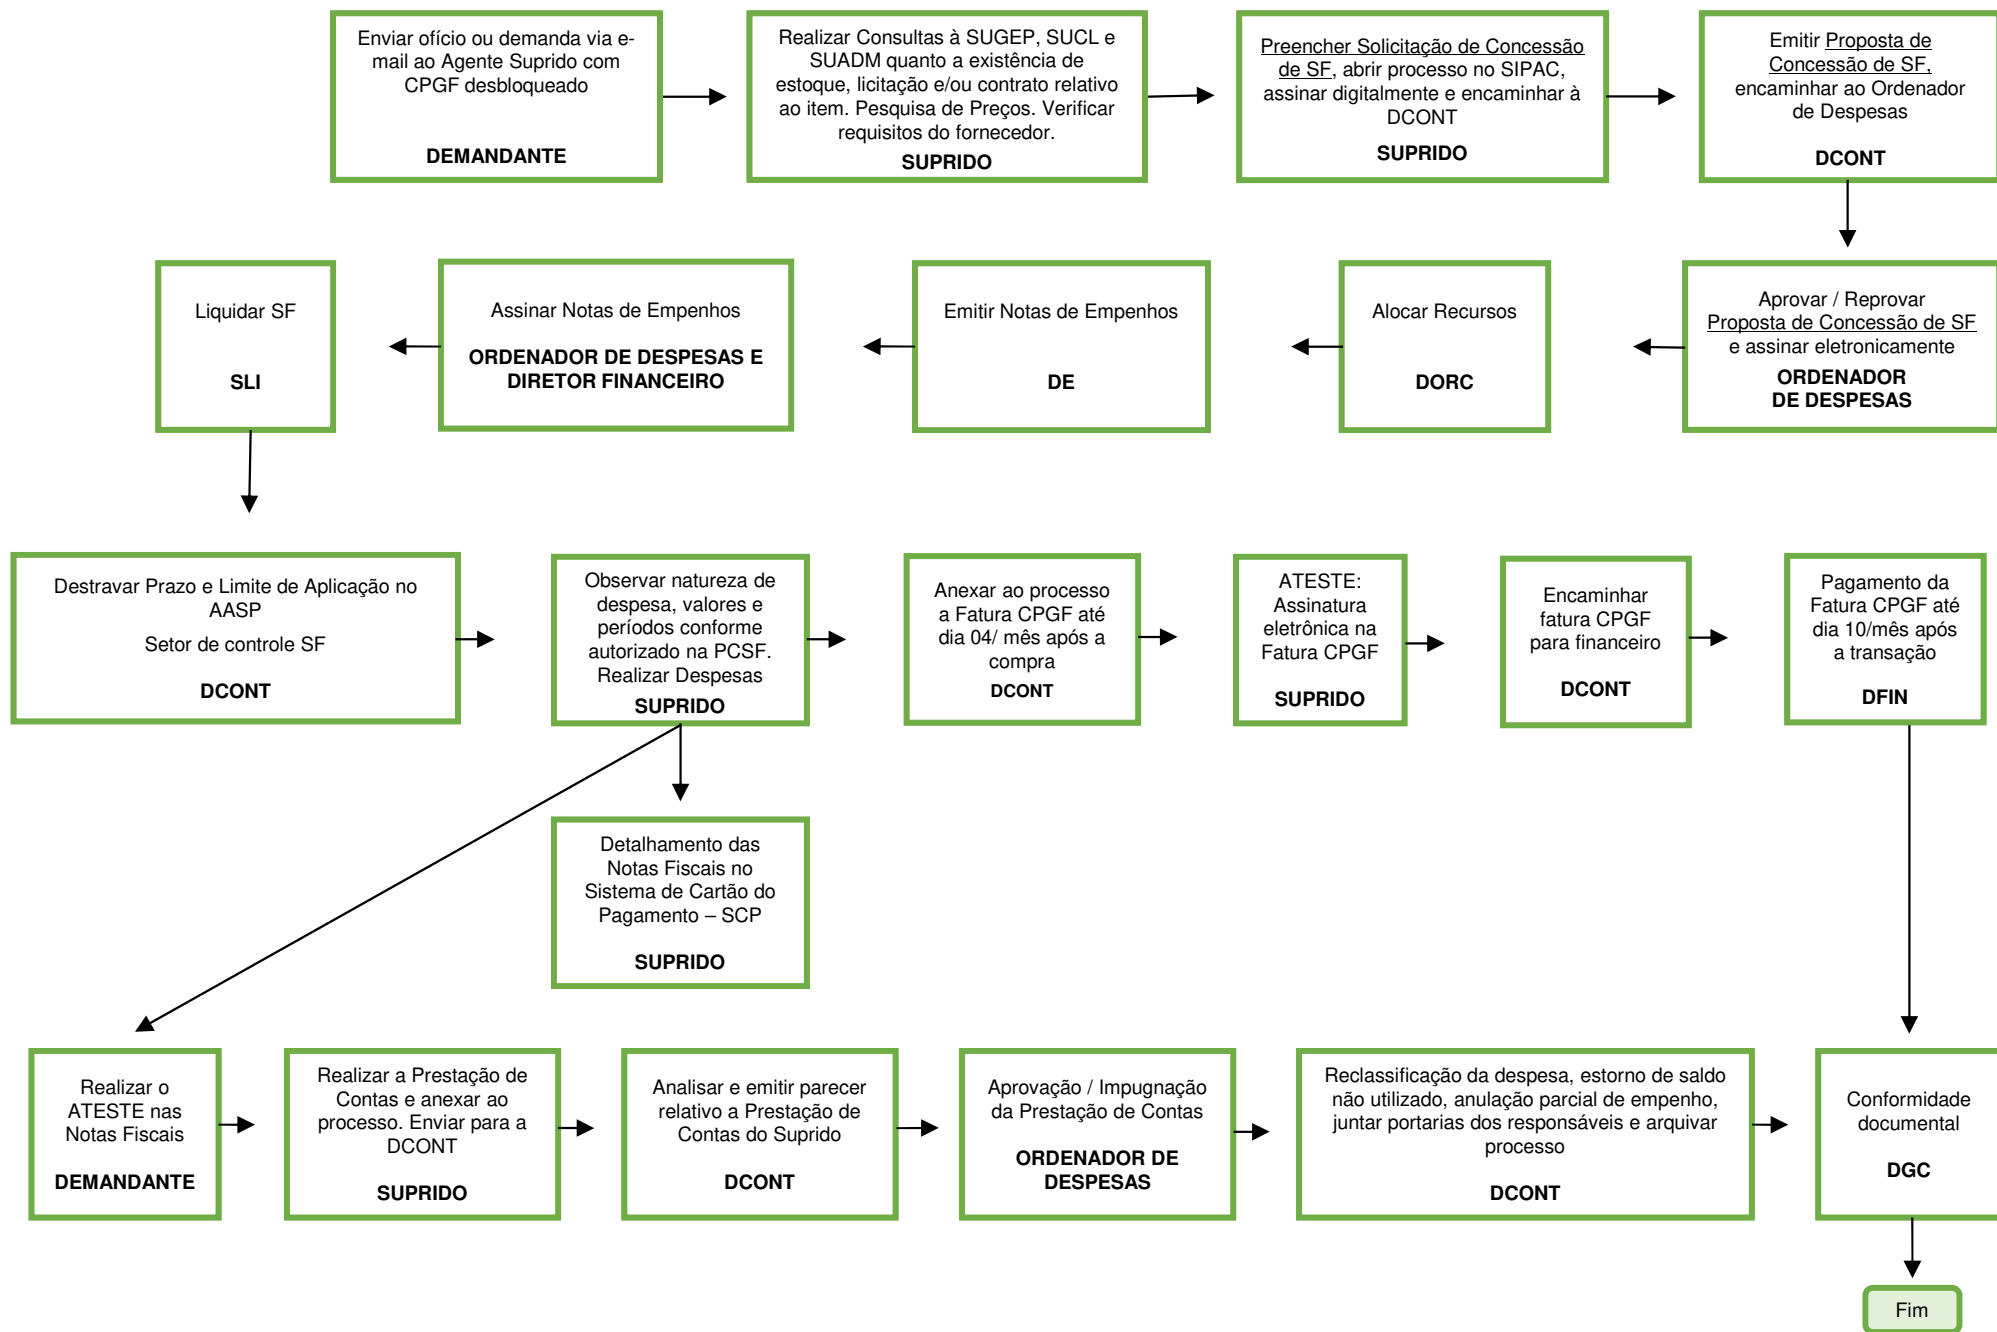 Enviar ofício ou demanda via e-
mail ao Agente Suprido com
CPGF desbloqueado
DEMANDANTE
Realizar Consultas à SUGEP, SUCL e
SUADM quanto a existência de
estoque, licitação e/ou contrato relativo
ao item. Pesquisa de Preços. Verificar
requisitos do fornecedor.
SUPRIDO
Preencher Solicitação de Concessão
de SF, abrir processo no SIPAC,
assinar digitalmente e encaminhar à
DCONT
SUPRIDO
Emitir Proposta de
Concessão de SF,
encaminhar ao Ordenador
de Despesas
DCONT
Aprovar / Reprovar
Proposta de Concessão de SF
e assinar eletronicamente
ORDENADOR
DE DESPESAS
Alocar Recursos
DORC
Emitir Notas de Empenhos
DE
Assinar Notas de Empenhos
ORDENADOR DE DESPESAS E
DIRETOR FINANCEIRO
Liquidar SF
SLI
Destravar Prazo e Limite de Aplicação no
AASP
Setor de controle SF
DCONT
Observar natureza de
despesa, valores e
períodos conforme
autorizado na PCSF.
Realizar Despesas
SUPRIDO
Anexar ao processo
a Fatura CPGF até
dia 04/ mês após a
compra
DCONT
ATESTE:
Assinatura
eletrônica na
Fatura CPGF
SUPRIDO
Encaminhar
fatura CPGF
para financeiro
DCONT
Pagamento da
Fatura CPGF até
dia 10/mês após
a transação
DFIN
Detalhamento das
Notas Fiscais no
Sistema de Cartão do
Pagamento – SCP
SUPRIDO
Realizar o
ATESTE nas
Notas Fiscais
DEMANDANTE
Realizar a Prestação de
Contas e anexar ao
processo. Enviar para a
DCONT
SUPRIDO
Analisar e emitir parecer
relativo a Prestação de
Contas do Suprido
DCONT
Aprovação / Impugnação
da Prestação de Contas
ORDENADOR DE
DESPESAS
Reclassificação da despesa, estorno de saldo
não utilizado, anulação parcial de empenho,
juntar portarias dos responsáveis e arquivar
processo
DCONT
Conformidade
documental
DGC
Fim